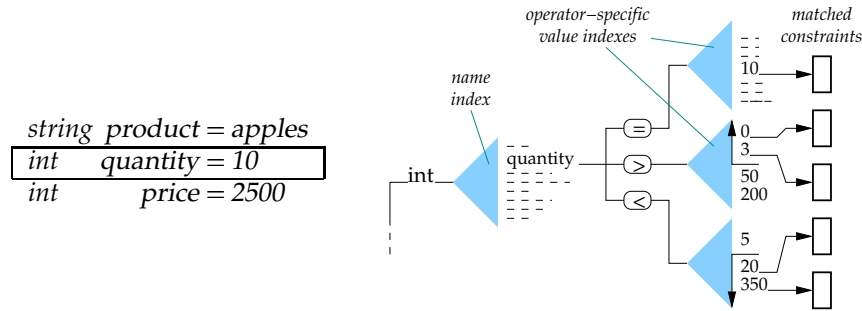 string product = apples
int quantity = 10
int price = 2500
operator–specific
value indexes
matched
constraints
name
index
int
quantity
=
>
<
10
0
3
50
200
5
20
350